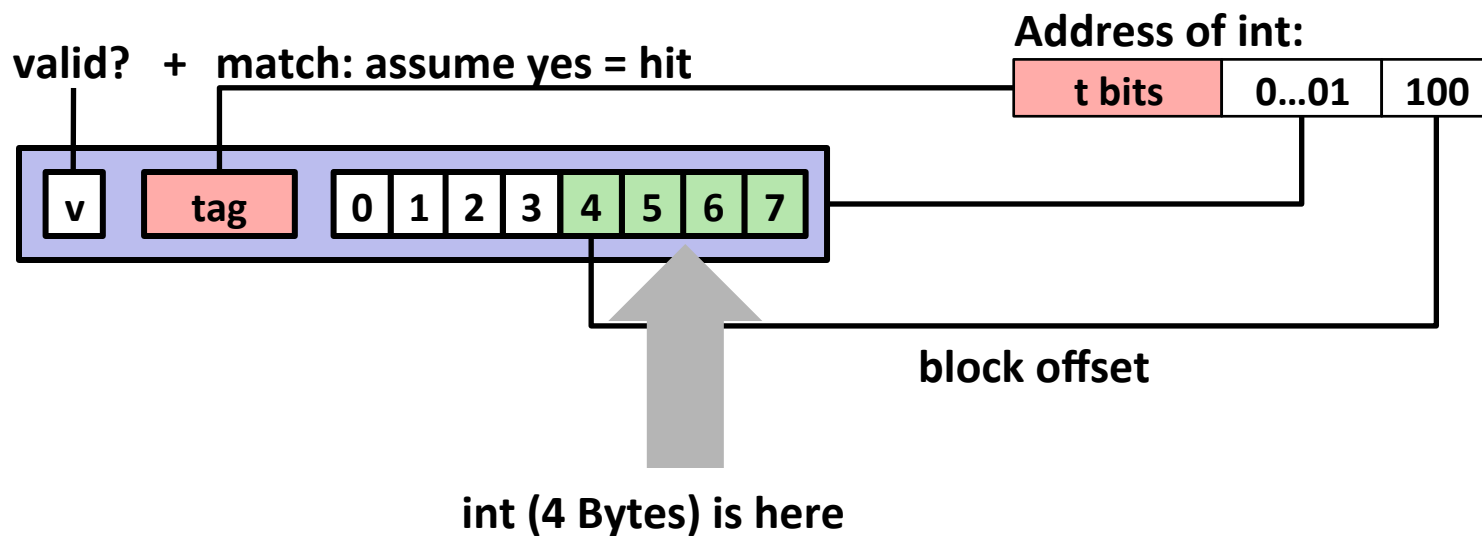 Address of int:
valid? + match: assume yes = hit
t bits 0...01 100
v tag 0 1 2 3 4 5 6 7
block offset
int (4 Bytes) is here